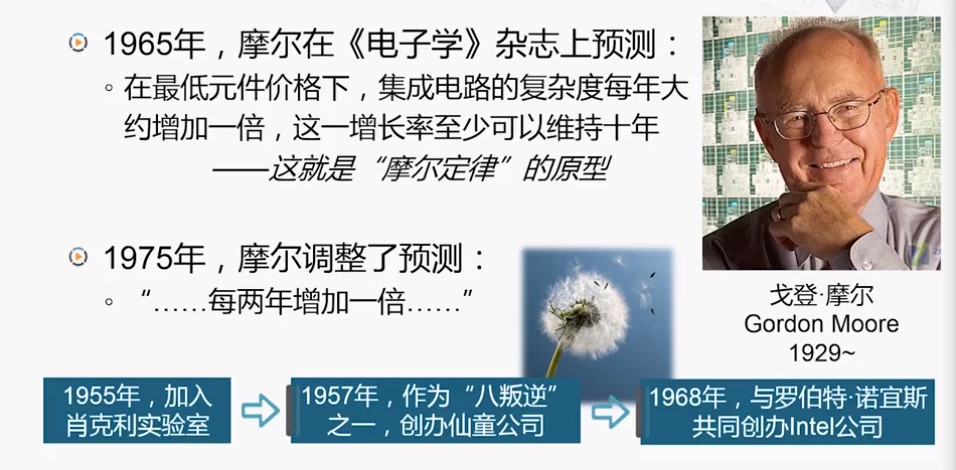 1965年，摩尔在《电子学》杂志上预测：
在最低元件价格下，集成电路的复杂度每年大
约增加一倍，这一增长率至少可以维持十年
——这就是“摩尔定律”的原型
1975年，摩尔调整了预测：
“……每两年增加一倍……”
戈登·摩尔
Gordon Moore
1929~
1955年，加入
肖克利实验室
1957年，作为“八叛逆”
之一，创办仙童公司
1968年，与罗伯特·诺宜斯
共同创办Intel公司